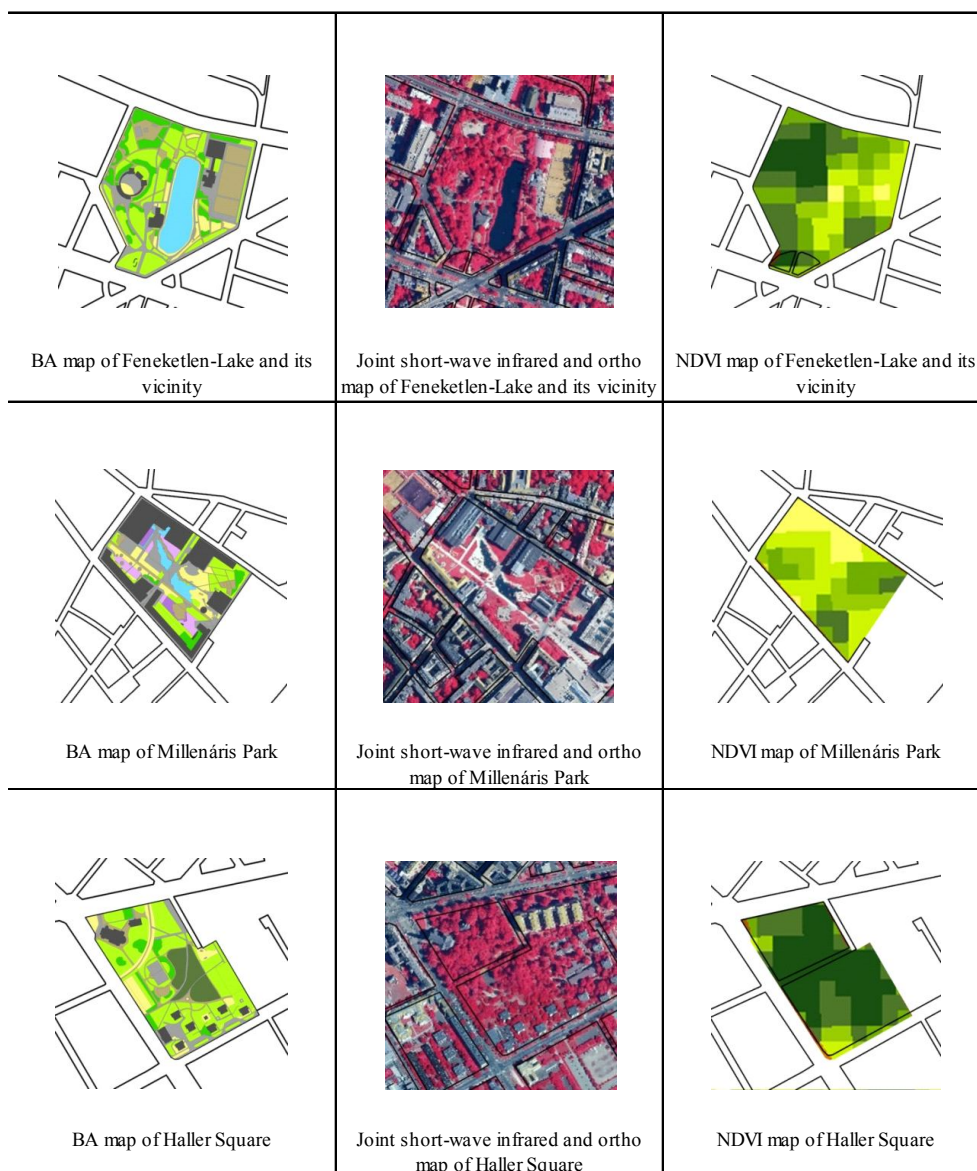 BA map of Feneketlen-Lake and its
vicinity
Joint short-wave infrared and ortho
map of Feneketlen-Lake and its vicinity
NDVI map of Feneketlen-Lake and its
vicinity
BA map of Millenáris Park
Joint short-wave infrared and ortho
map of Millenáris Park
NDVI map of Millenáris Park
BA map of Haller Square
Joint short-wave infrared and ortho
map of Haller Square
NDVI map of Haller Square